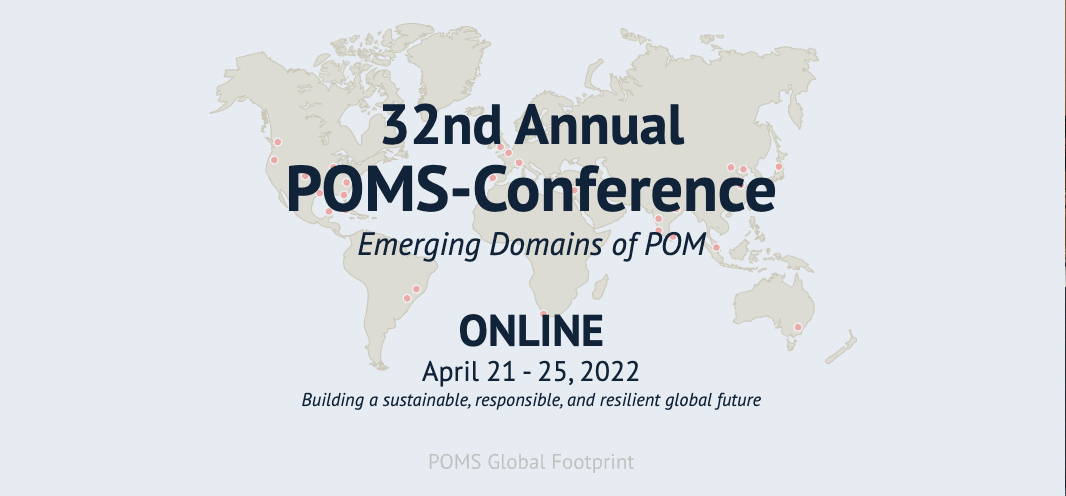 32nd Annual
POMS-Conference
Emerging Domains of POM
ONLINE
April 21 - 25, 2022
Building a sustainable, responsible, and resilient global future
POMS Global Footprint